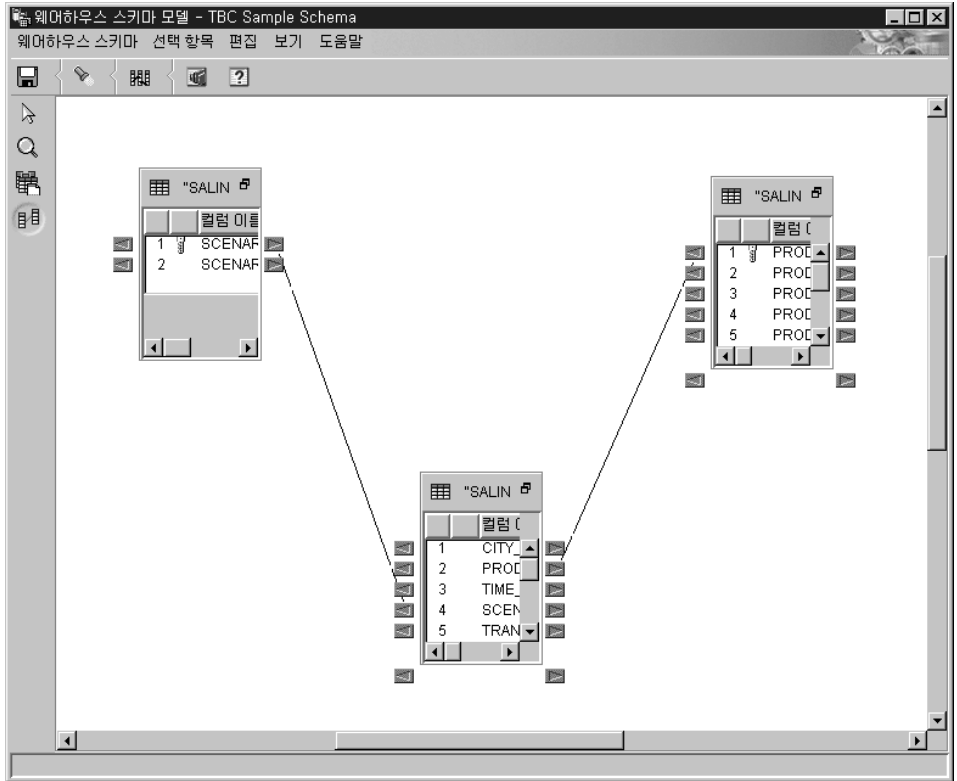 웨어하우스 스키마 모델 - TBC Sample Schema
웨어하우스 스키마 선택 항목 편집 보기 도움말
"SALIN
컬럼 이름
1 SCENAR
2 SCENAR
"SALIN
컬럼
1 PROD
2 PROD
3 PROD
4 PROD
5 PROD
"SALIN
컬럼
1 CITY_
2 PROD
3 TIME_
4 SCEN
5 TRAN